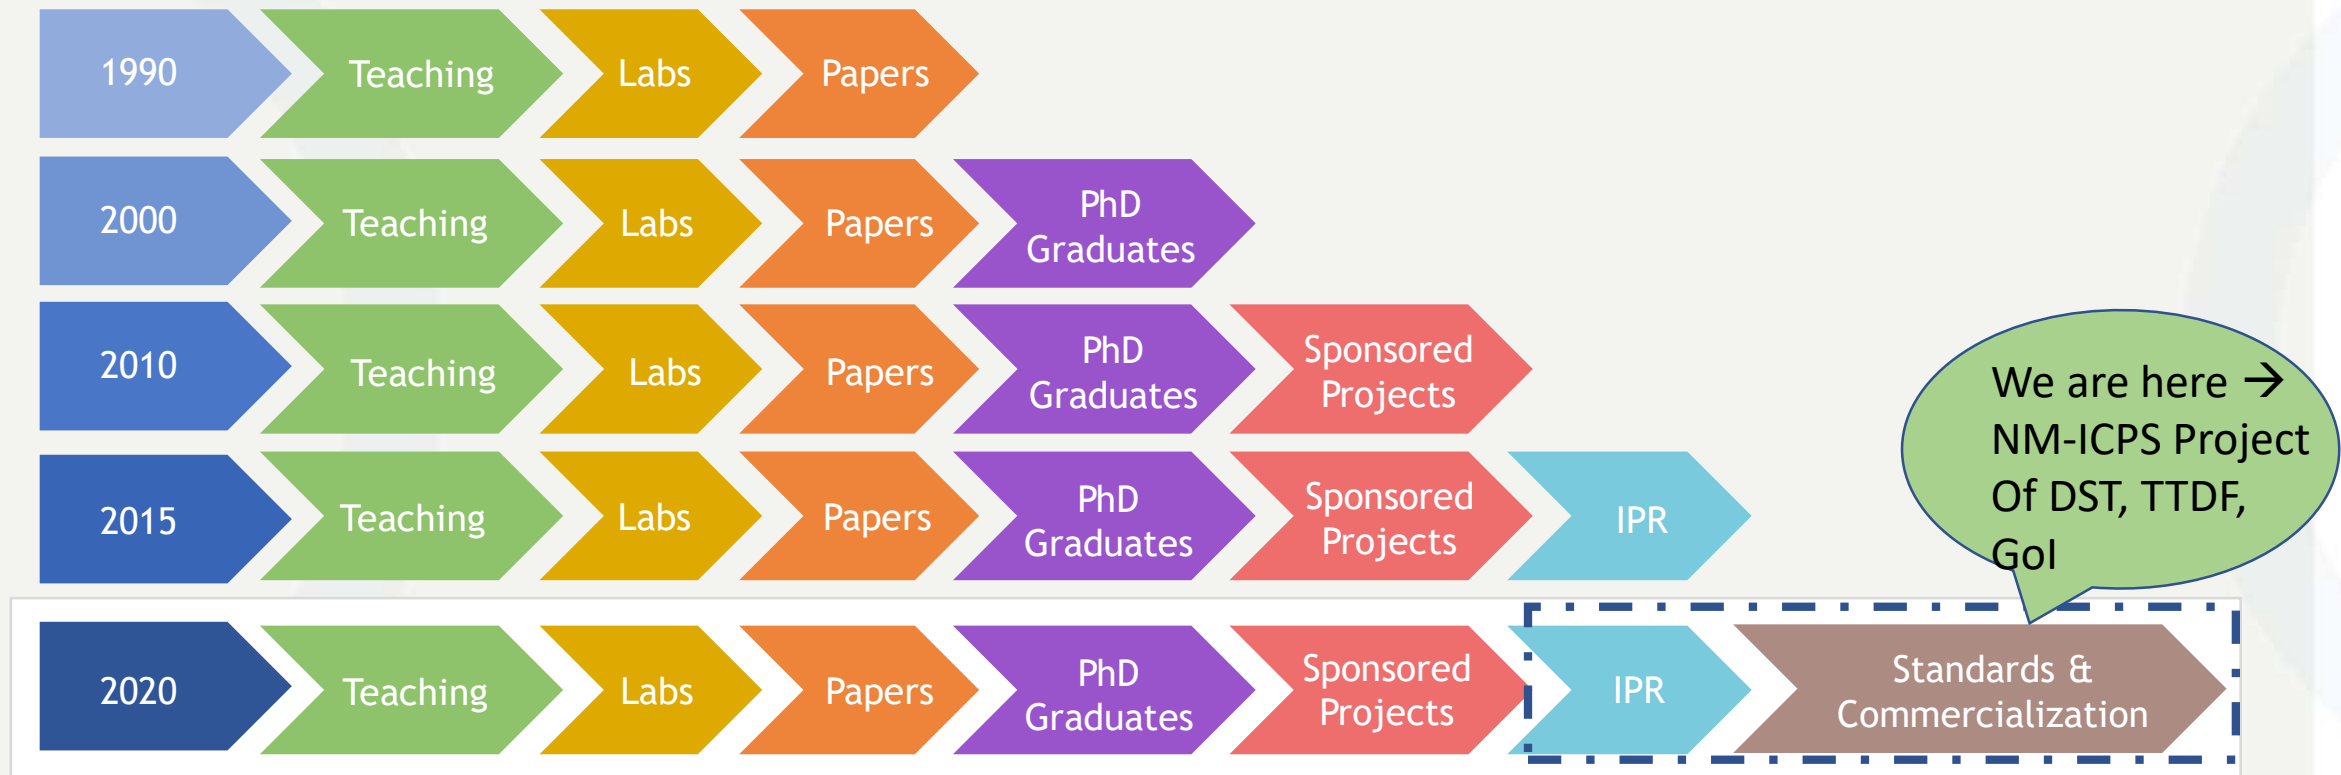 1990
Teaching
Labs
Papers
2000
Teaching
Labs
Papers
PhD
Graduates
2010
Teaching
Labs
Papers
PhD
Graduates
Sponsored
Projects
2015
Teaching
Labs
Papers
PhD
Graduates
Sponsored
Projects
IPR
We are here →
NM-ICPS Project
Of DST, TTDF,
GoI
2020
Teaching
Labs
Papers
PhD
Graduates
Sponsored
Projects
IPR
Standards &
Commercialization